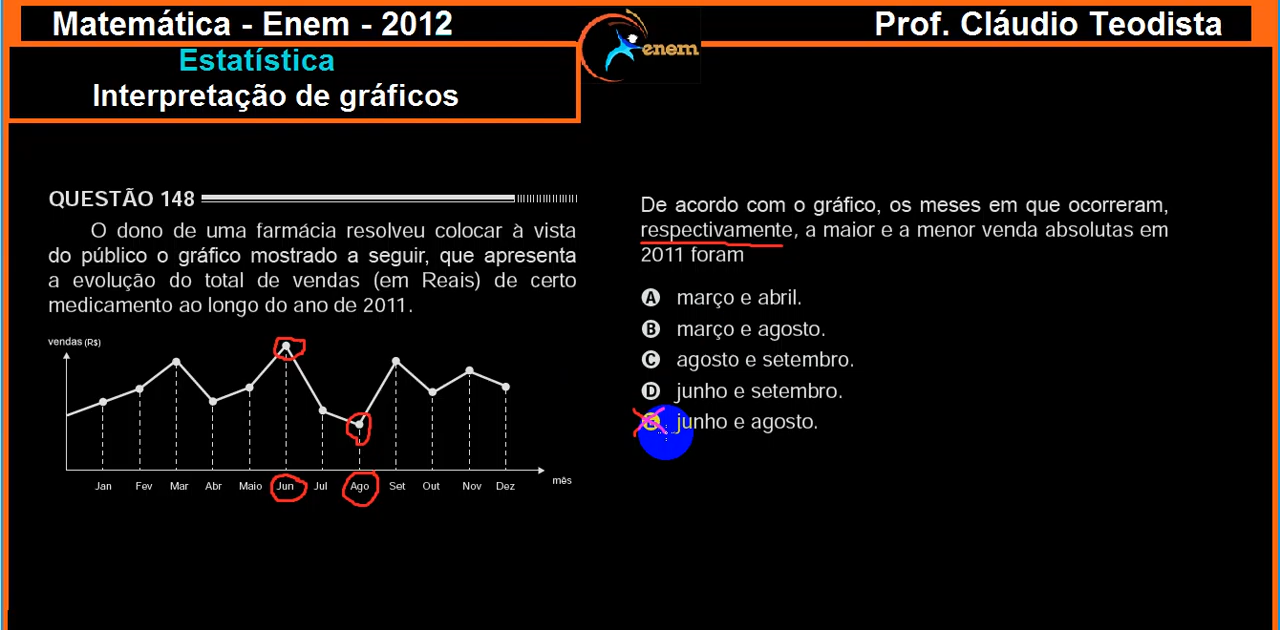 Matemática - Enem - 2012
Prof. Cláudio Teodista
enem
Estatística
Interpretação de gráficos
QUESTÃO 148
O dono de uma farmácia resolveu colocar à vista
do público o gráfico mostrado a seguir, que apresenta
a evolução do total de vendas (em Reais) de certo
medicamento ao longo do ano de 2011.
vendas (R$)
Jan Fev Mar Abr Maio Jun Jul Ago Set Out Nov Dez
mês
De acordo com o gráfico, os meses em que ocorreram,
respectivamente, a maior e a menor venda absolutas em
2011 foram
A março e abril.
B março e agosto.
C agosto e setembro.
D junho e setembro.
E junho e agosto.